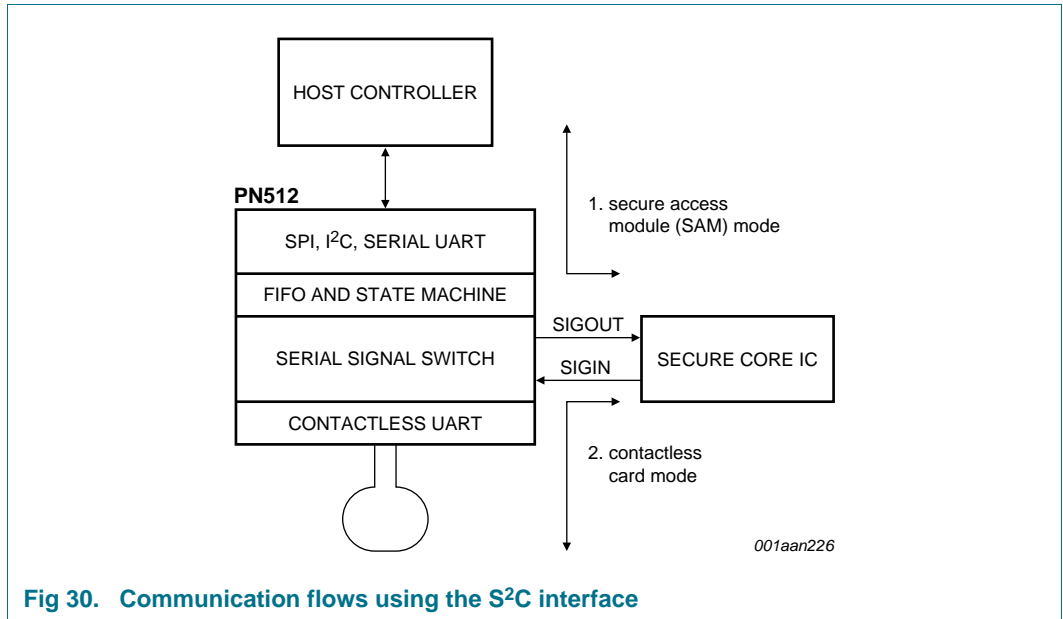 HOST CONTROLLER
PN512
SPI, I²C, SERIAL UART
FIFO AND STATE MACHINE
SERIAL SIGNAL SWITCH
CONTACTLESS UART
1. secure access
module (SAM) mode
SIGOUT
SIGIN
SECURE CORE IC
2. contactless
card mode
001aan226
Fig 30. Communication flows using the S²C interface